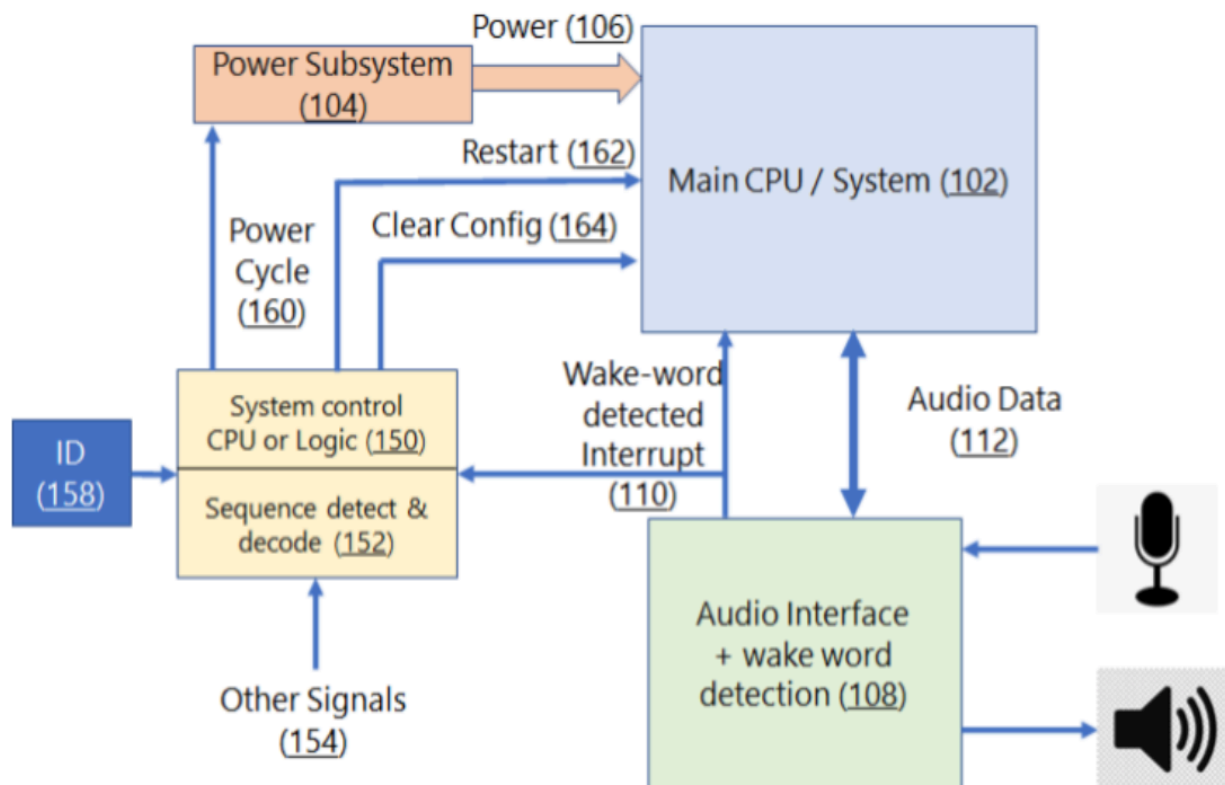 Power (106)
Power Subsystem
(104)
Restart (162)
Main CPU / System (102)
Clear Config (164)
Power
Cycle
(160)
Wake-word
detected
Interrupt
(110)
Audio Data
(112)
System control
CPU or Logic (150)
ID
(158)
Sequence detect &
decode (152)
Audio Interface
+ wake word
detection (108)
Other Signals
(154)